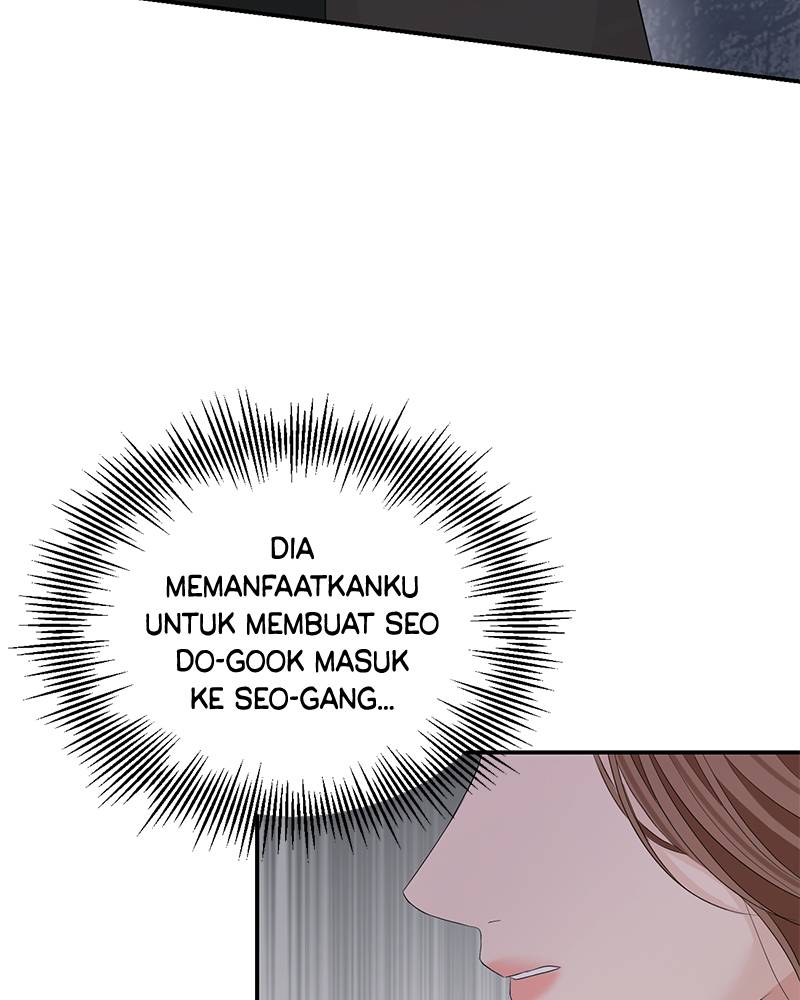 DIA
MEMANFAATKANKU
UNTUK MEMBUAT SEO
DO-GOOK MASUK
KE SEO-GANG...